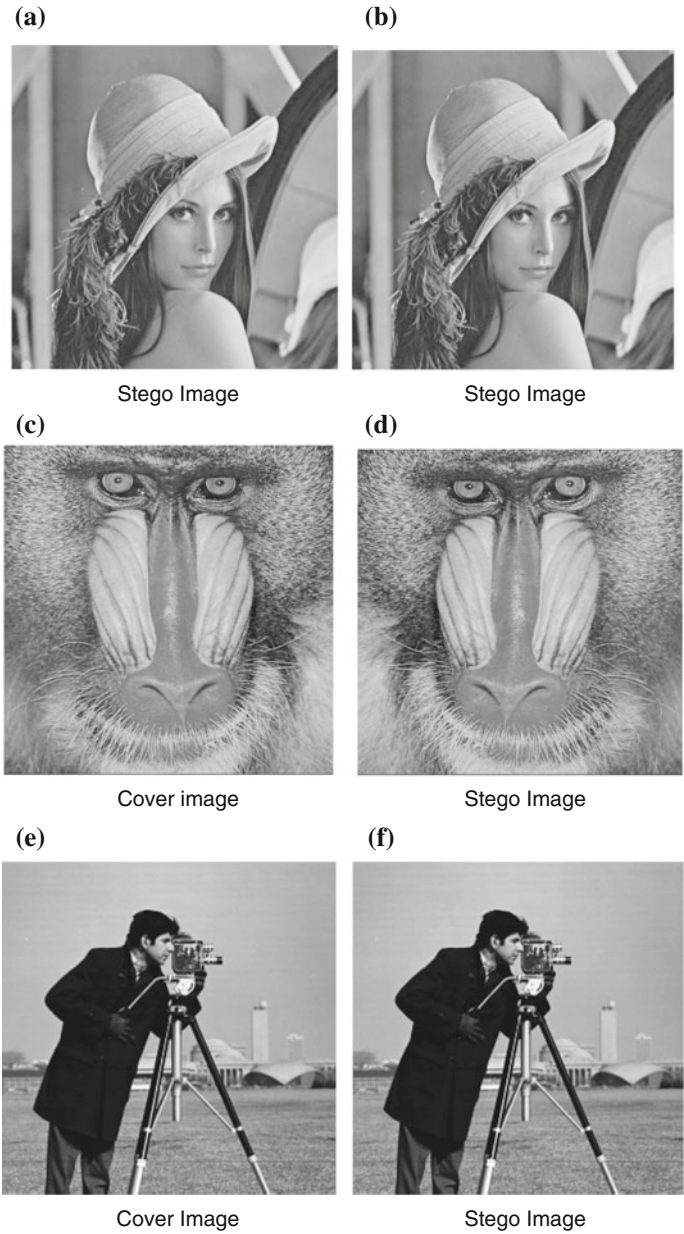 (a) (b)
Stego Image Stego Image
(c) (d)
Cover image Stego Image
(e) (f)
Cover Image Stego Image